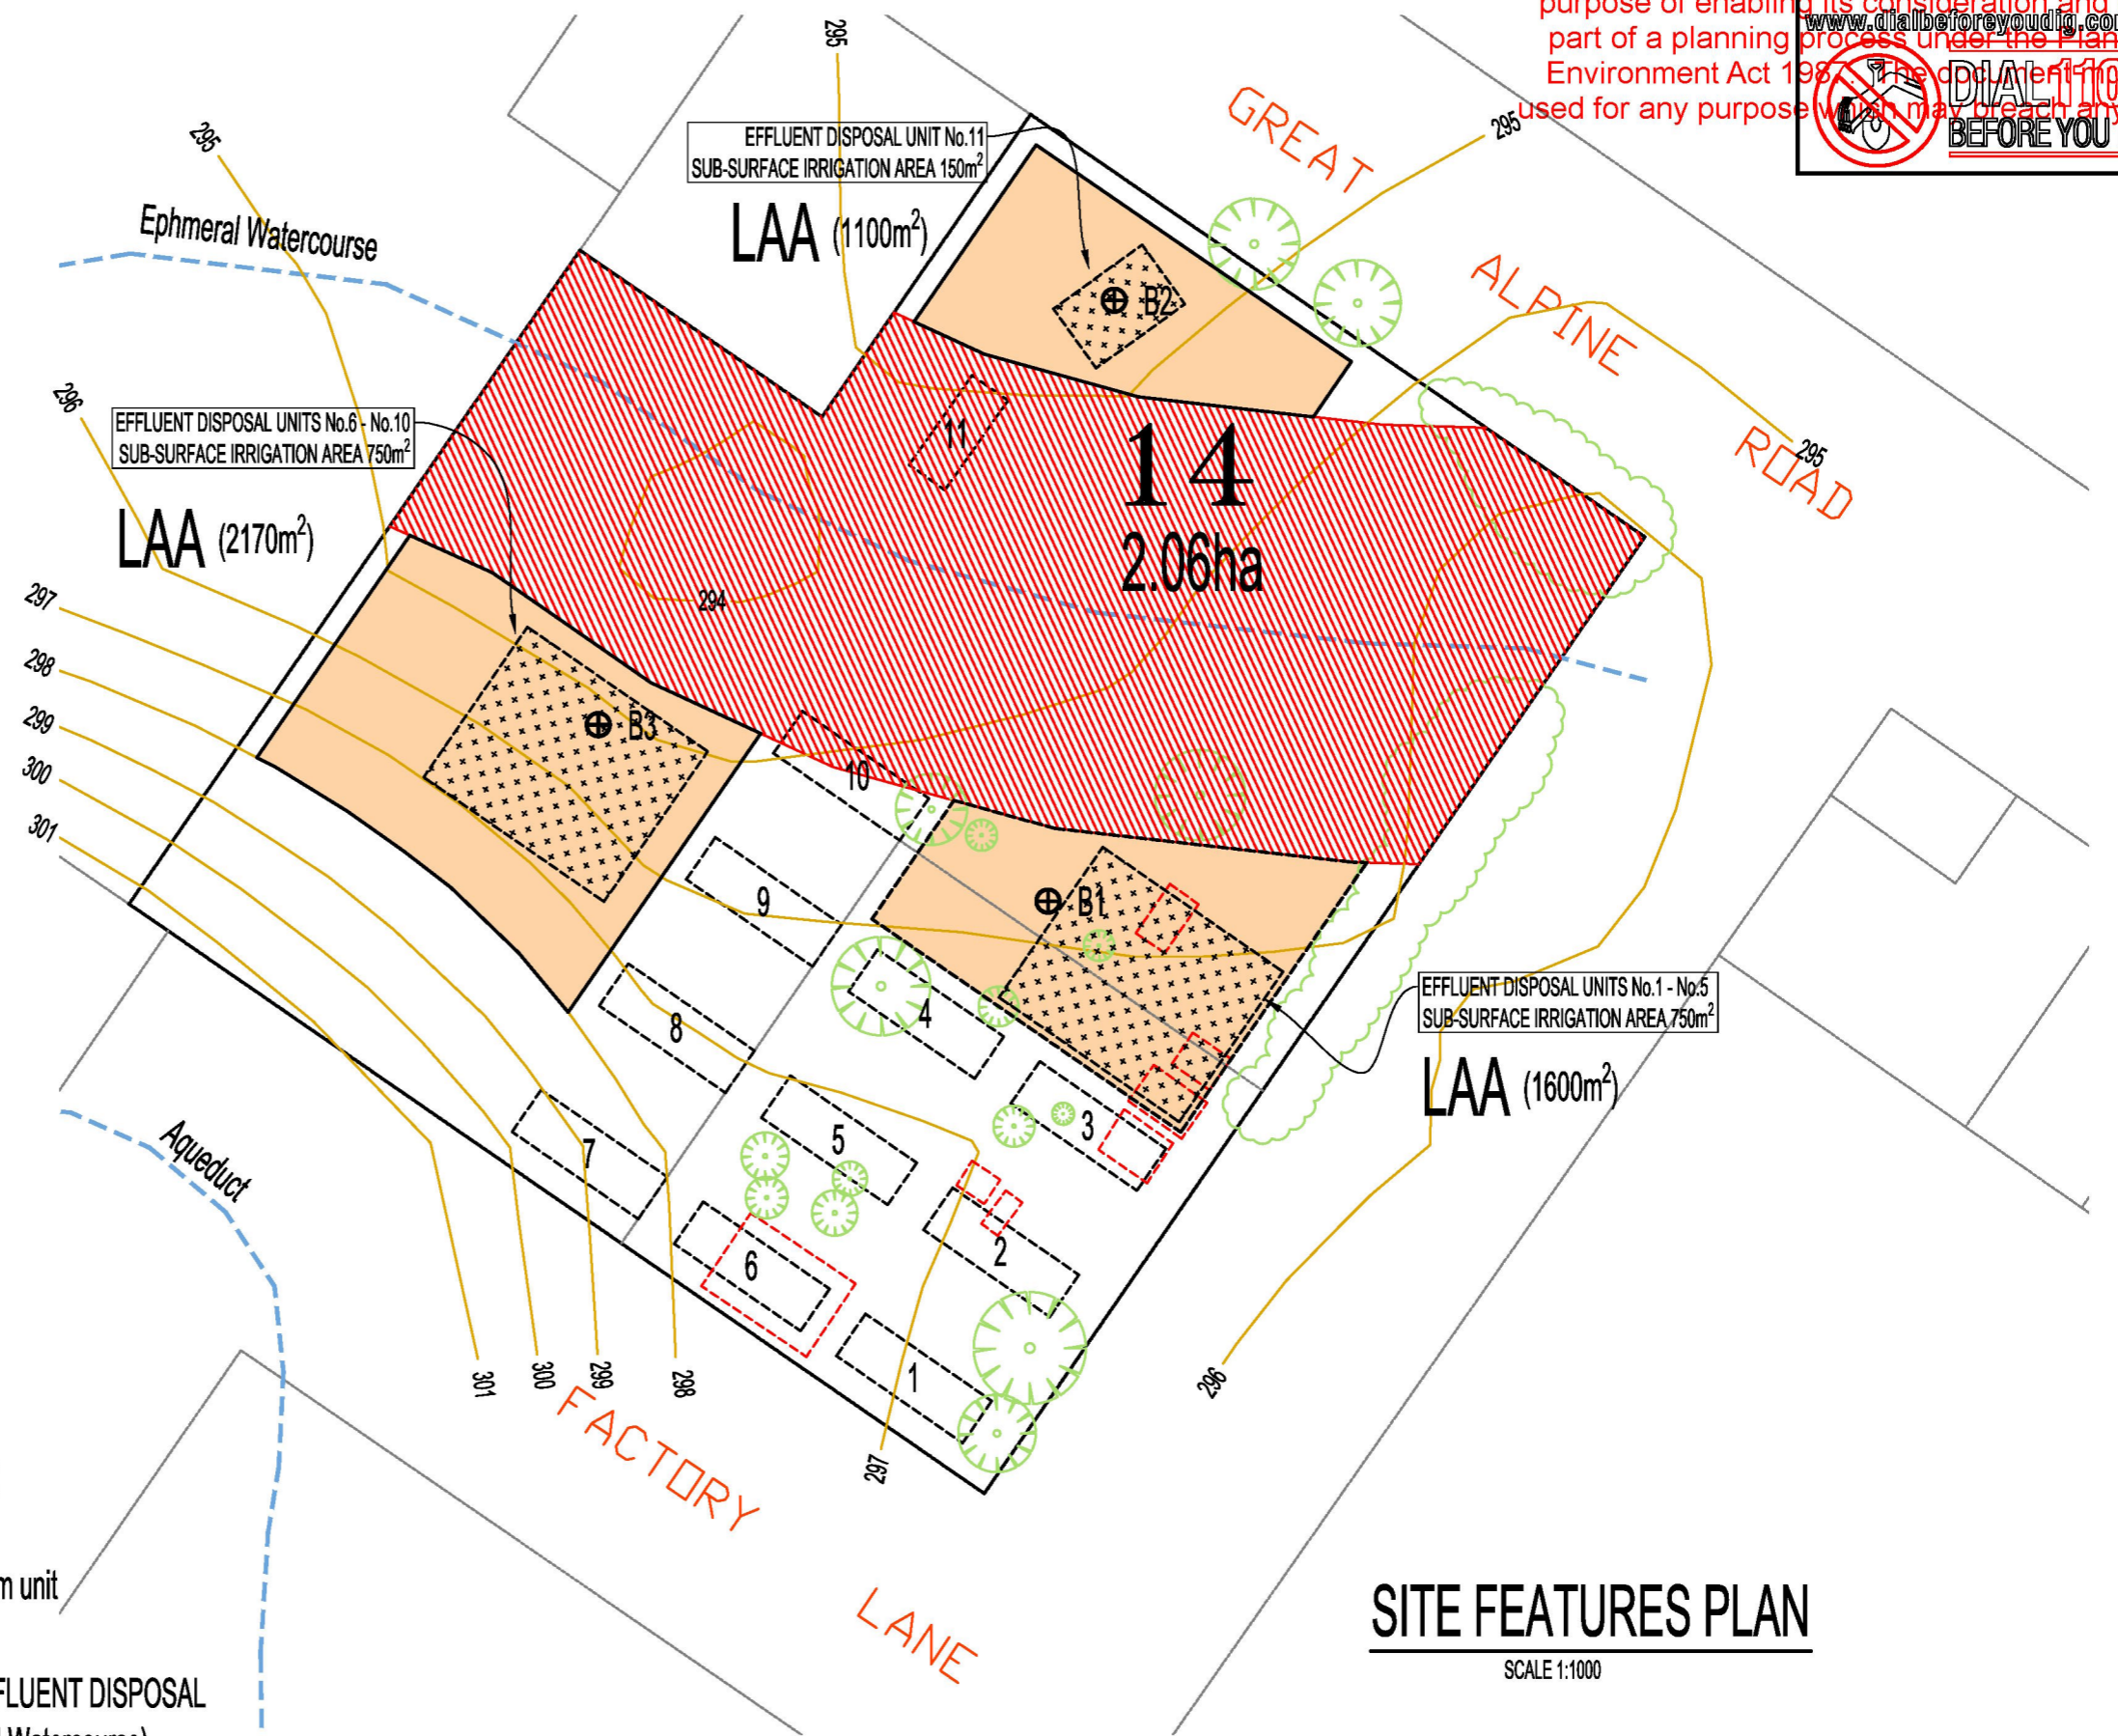 purpose of enabling its consideration and
part of a planning process under the Plan
Environment Act 1987. The document m
used for any purpose which may breach any
www.dialbeforeyoudig.com
DIAL 110
BEFORE YOU
295
295
295
GREAT
ALPINE
ROAD
295
EFFLUENT DISPOSAL UNIT No.11
SUB-SURFACE IRRIGATION AREA 150m²
LAA (1100m²)
Ephmeral Watercourse
B2
296
EFFLUENT DISPOSAL UNITS No.6 - No.10
SUB-SURFACE IRRIGATION AREA 750m²
LAA (2170m²)
11
14
2.06ha
294
297
298
299
300
301
B3
10
9
B1
8
4
EFFLUENT DISPOSAL UNITS No.1 - No.5
SUB-SURFACE IRRIGATION AREA 750m²
LAA (1600m²)
Aqueduct
7
5
3
6
2
1
301
300
299
298
297
296
FACTORY
LANE
m unit
FLUENT DISPOSAL
SITE FEATURES PLAN
SCALE 1:1000